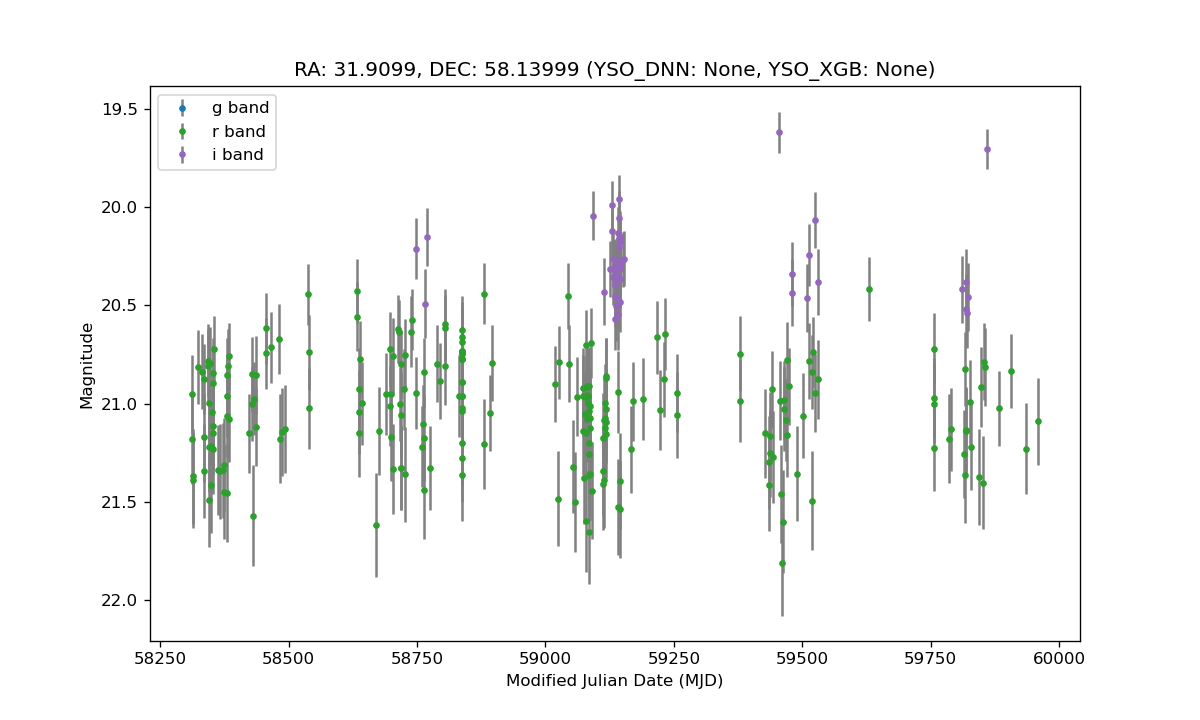 RA: 31.9099, DEC: 58.13999 (YSO_DNN: None, YSO_XGB: None)
g band
r band
i band
19.5
20.0
20.5
21.0
21.5
22.0
Magnitude
58250 58500 58750 59000 59250 59500 59750 60000
Modified Julian Date (MJD)